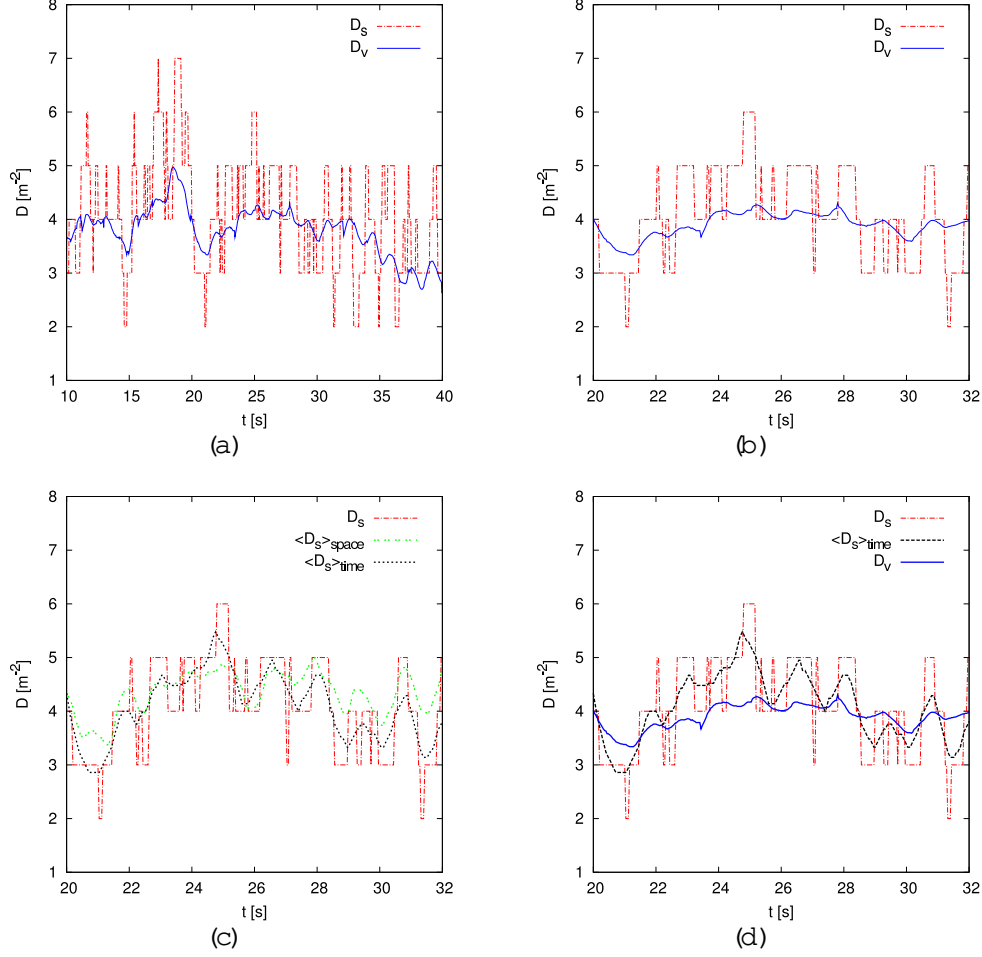 8
7
6
5
4
3
2
1
D [m⁻²]
10 15 20 25 30 35 40
t [s]
D_s
D_v
(a)
8
7
6
5
4
3
2
1
D [m⁻²]
20 22 24 26 28 30 32
t [s]
D_s
D_v
(b)
8
7
6
5
4
3
2
1
D [m⁻²]
20 22 24 26 28 30 32
t [s]
D_s
<D_s>_space
<D_s>_time
(c)
8
7
6
5
4
3
2
1
D [m⁻²]
20 22 24 26 28 30 32
t [s]
D_s
<D_s>_time
D_v
(d)